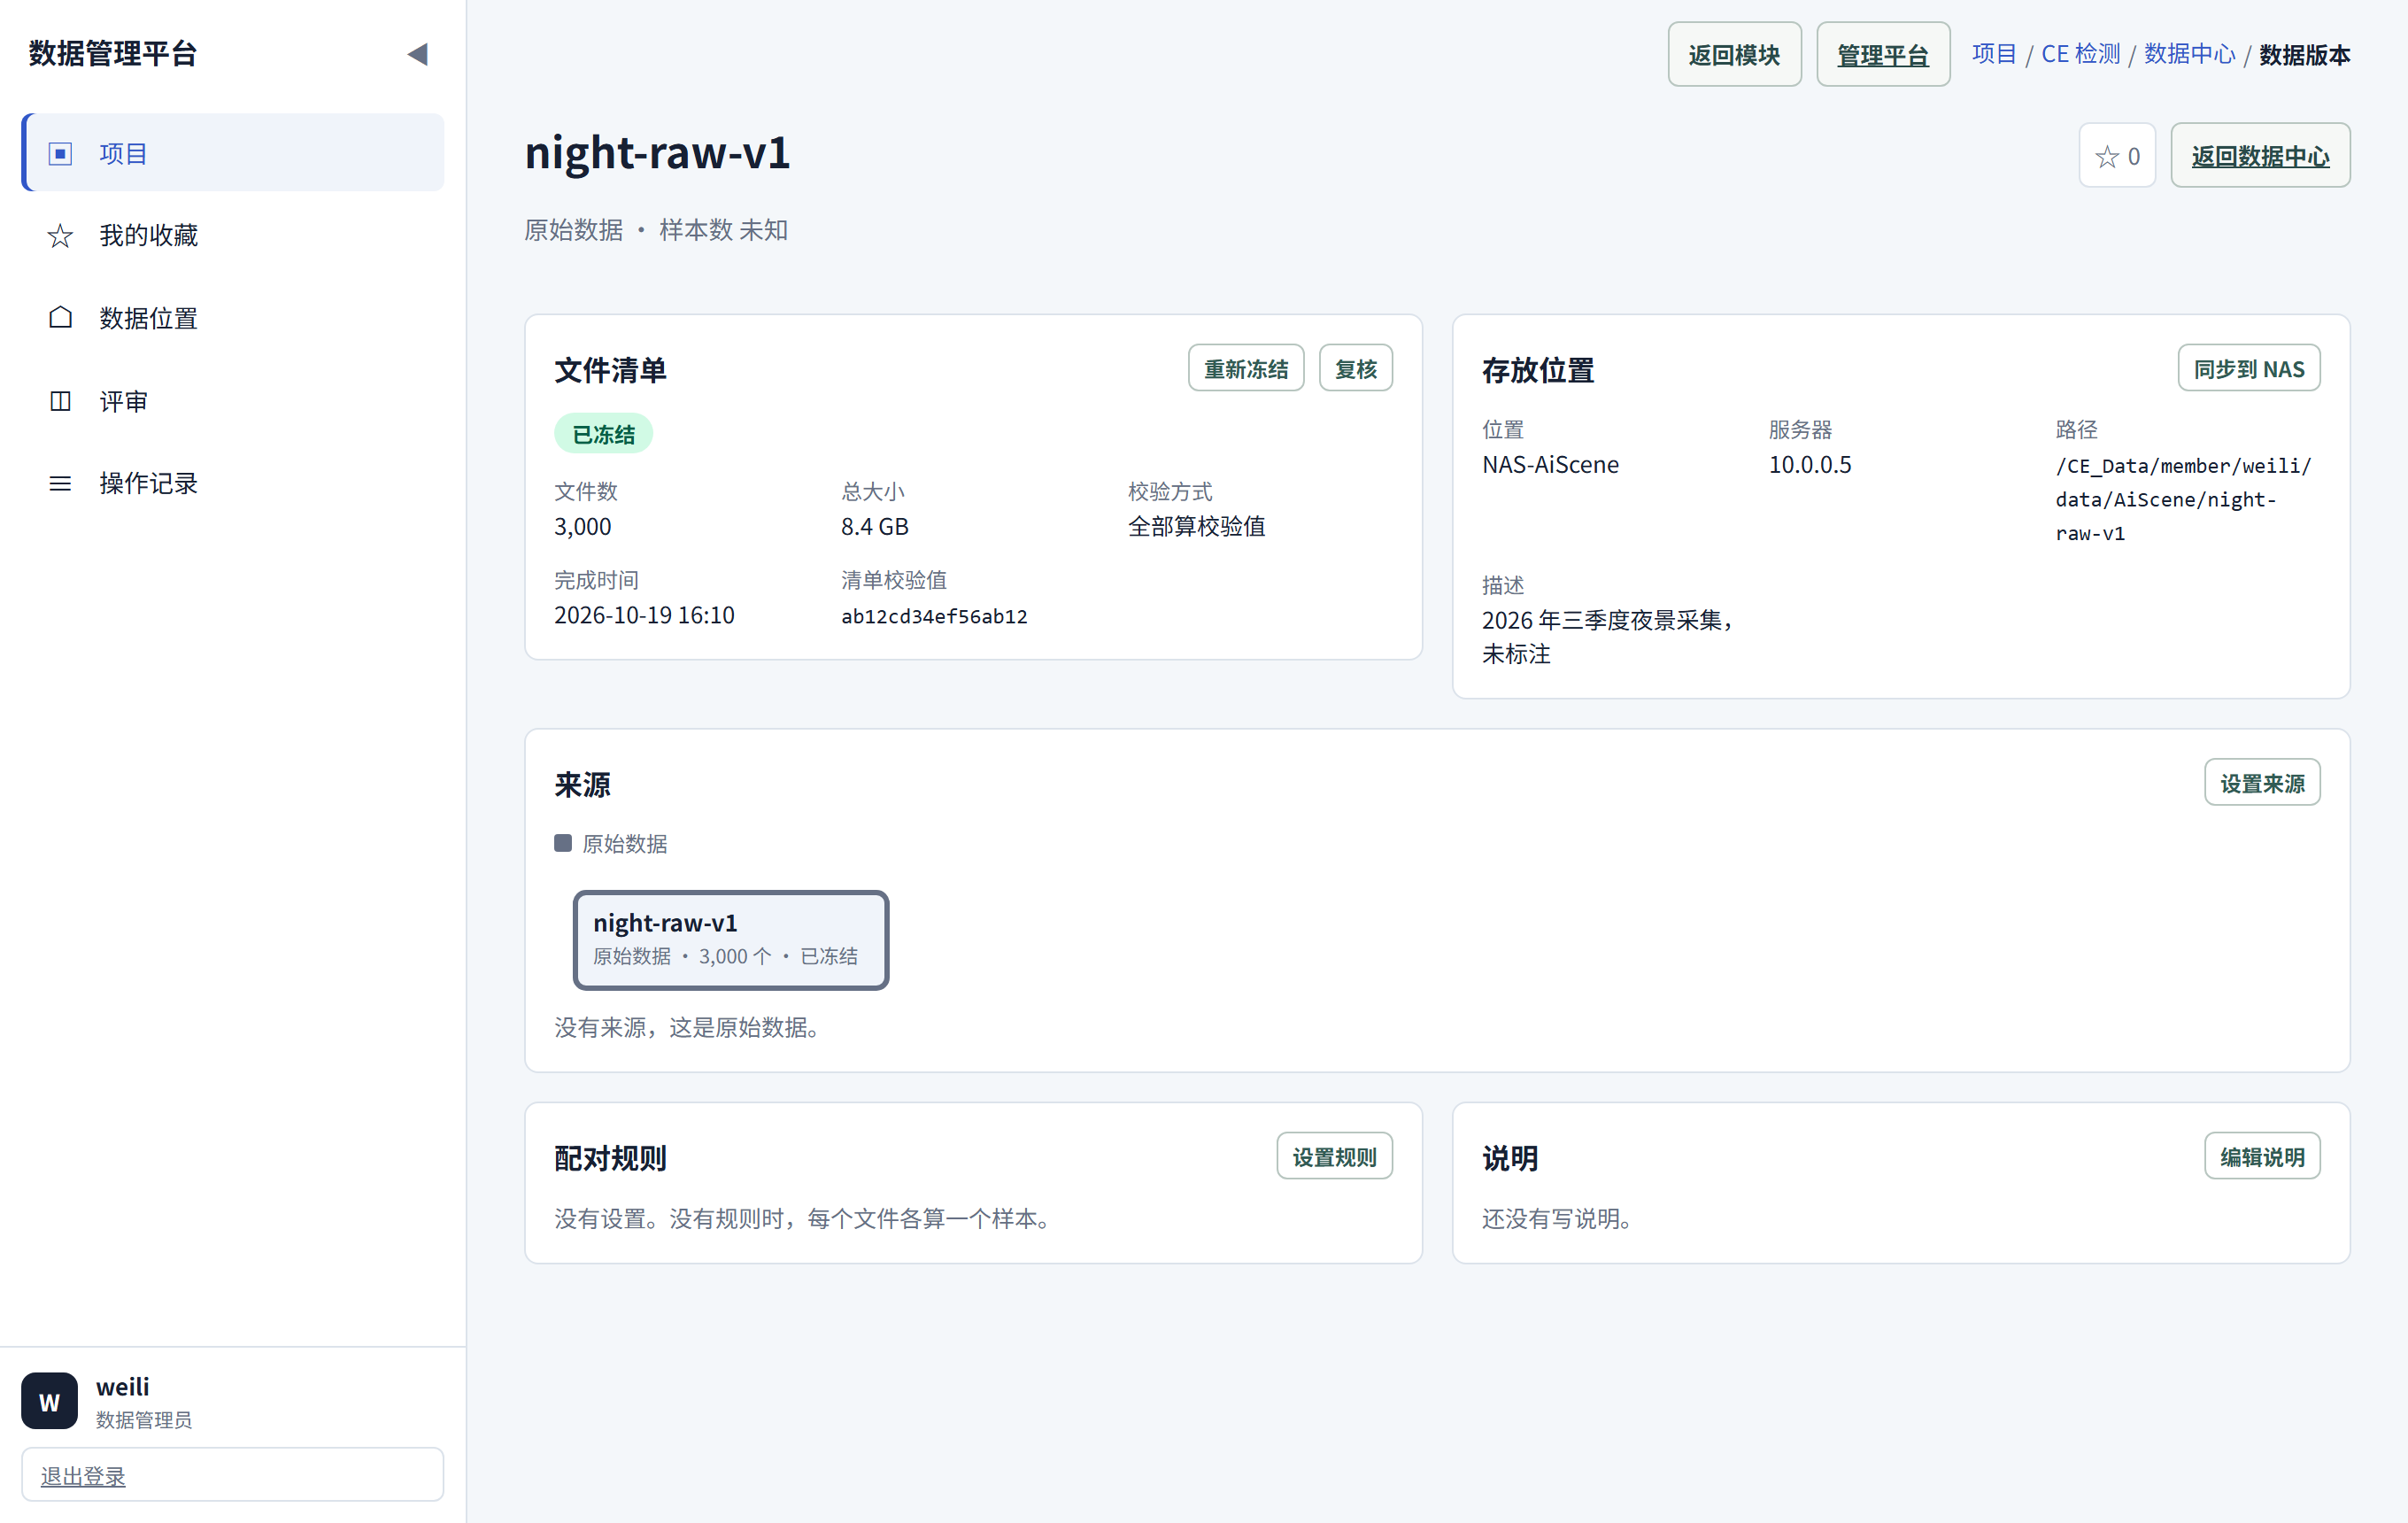 数据管理平台
项目
我的收藏
数据位置
评审
操作记录
W
weili
数据管理员
退出登录
返回模块
管理平台
项目 / CE 检测 / 数据中心 / 数据版本
night-raw-v1
☆ 0
返回数据中心
原始数据 · 样本数 未知
文件清单
重新冻结
复核
已冻结
文件数
总大小
校验方式
3,000
8.4 GB
全部算校验值
完成时间
清单校验值
2026-10-19 16:10
ab12cd34ef56ab12
存放位置
同步到 NAS
位置
服务器
路径
NAS-AiScene
10.0.0.5
/CE_Data/member/weili/
data/AiScene/night-
raw-v1
描述
2026 年三季度夜景采集，
未标注
来源
设置来源
原始数据
night-raw-v1
原始数据 · 3,000 个 · 已冻结
没有来源，这是原始数据。
配对规则
设置规则
没有设置。没有规则时，每个文件各算一个样本。
说明
编辑说明
还没有写说明。